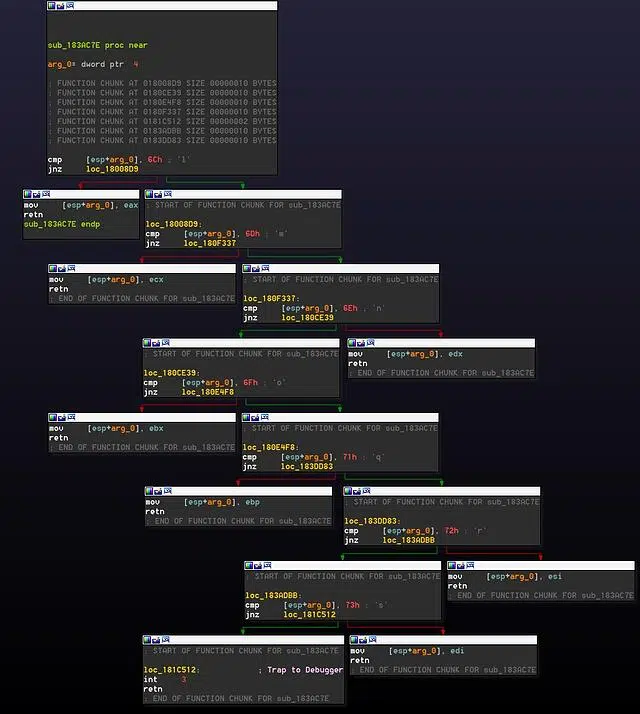 sub_183AC7E proc near
arg_0= dword ptr  4
; FUNCTION CHUNK AT 018008D9 SIZE 00000010 BYTES
; FUNCTION CHUNK AT 0180CE39 SIZE 00000010 BYTES
; FUNCTION CHUNK AT 0180E4F8 SIZE 00000010 BYTES
; FUNCTION CHUNK AT 0180F337 SIZE 00000010 BYTES
; FUNCTION CHUNK AT 0181C512 SIZE 00000002 BYTES
; FUNCTION CHUNK AT 0183ADBB SIZE 00000010 BYTES
; FUNCTION CHUNK AT 0183DD83 SIZE 00000010 BYTES
cmp     [esp+arg_0], 6Ch ; 'l'
jnz     loc_18008D9
mov     [esp+arg_0], eax
retn
sub_183AC7E endp
; START OF FUNCTION CHUNK FOR sub_183AC7E
loc_18008D9:
cmp     [esp+arg_0], 6Dh ; 'm'
jnz     loc_180F337
mov     [esp+arg_0], ecx
retn
; END OF FUNCTION CHUNK FOR sub_183AC7E
; START OF FUNCTION CHUNK FOR sub_183AC7E
loc_180F337:
cmp     [esp+arg_0], 6Eh ; 'n'
jnz     loc_180CE39
; START OF FUNCTION CHUNK FOR sub_183AC7E
loc_180CE39:
cmp     [esp+arg_0], 6Fh ; 'o'
jnz     loc_180E4F8
mov     [esp+arg_0], edx
retn
; END OF FUNCTION CHUNK FOR sub_183AC7E
mov     [esp+arg_0], ebx
retn
; END OF FUNCTION CHUNK FOR sub_183AC7E
; START OF FUNCTION CHUNK FOR sub_183AC7E
loc_180E4F8:
cmp     [esp+arg_0], 71h ; 'q'
jnz     loc_183DD83
mov     [esp+arg_0], ebp
retn
; END OF FUNCTION CHUNK FOR sub_183AC7E
; START OF FUNCTION CHUNK FOR sub_183AC7E
loc_183DD83:
cmp     [esp+arg_0], 72h ; 'r'
jnz     loc_183ADBB
; START OF FUNCTION CHUNK FOR sub_183AC7E
loc_183ADBB:
cmp     [esp+arg_0], 73h ; 's'
jnz     loc_181C512
mov     [esp+arg_0], esi
retn
; END OF FUNCTION CHUNK FOR sub_183AC7E
; START OF FUNCTION CHUNK FOR sub_183AC7E
loc_181C512:            ; Trap to Debugger
int     3
retn
; END OF FUNCTION CHUNK FOR sub_183AC7E
mov     [esp+arg_0], edi
retn
; END OF FUNCTION CHUNK FOR sub_183AC7E